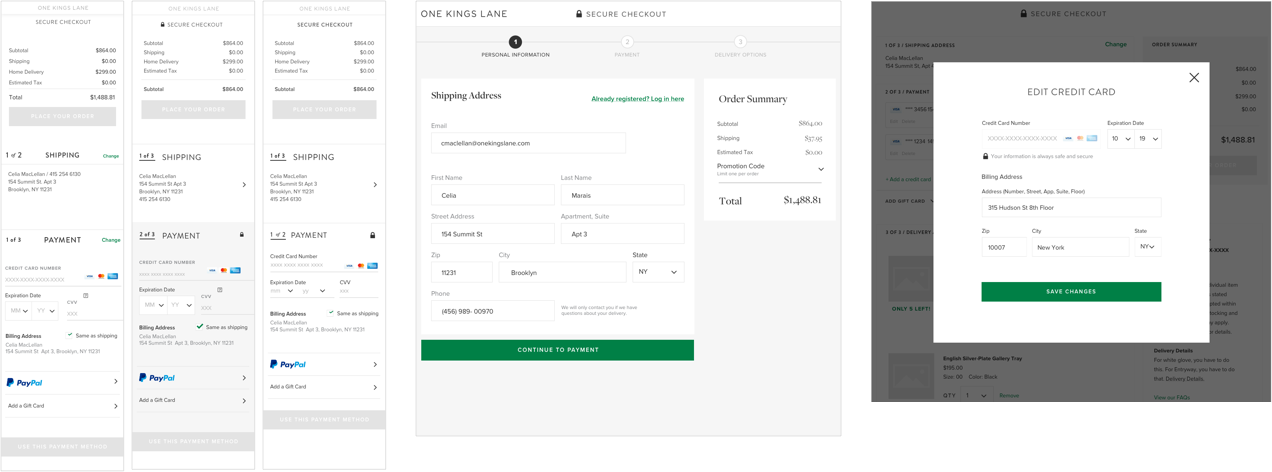 ONE KINGS LANE
SECURE CHECKOUT
Subtotal $864.00
Shipping $0.00
Home Delivery $299.00
Estimated Tax $0.00
Total $1,488.81
PLACE YOUR ORDER
1 of 2 SHIPPING Change
Celia MacLellan / 415 254 6130
154 Summit St. Apt 3
Brooklyn, NY 11231
1 of 3 PAYMENT Change
CREDIT CARD NUMBER
XXXX-XXXX-XXXX-XXXX
Expiration Date
MM YY
CVV
XXX
Billing Address Same as shipping
Celia MacLellan
154 Summit St Apt 3, Brooklyn, NY 11231
PayPal
Add a Gift Card
USE THIS PAYMENT METHOD
ONE KINGS LANE
SECURE CHECKOUT
Subtotal $864.00
Shipping $0.00
Home Delivery $299.00
Estimated Tax $0.00
Subtotal $864.00
PLACE YOUR ORDER
1 of 3 SHIPPING
Celia MacLellan
154 Summit St Apt 3
Brooklyn, NY 11231
415 254 6130
2 of 3 PAYMENT
CREDIT CARD NUMBER
xxxx xxxx xxxx xxxx
Expiration Date
MM YY
CVV
XXX
Billing Address Same as shipping
Celia MacLellan
154 Summit St Apt 3, Brooklyn, NY 11231
PayPal
Add a Gift Card
USE THIS PAYMENT METHOD
ONE KINGS LANE
SECURE CHECKOUT
Subtotal $864.00
Shipping $0.00
Home Delivery $299.00
Estimated Tax $0.00
Subtotal $864.00
PLACE YOUR ORDER
1 of 3 SHIPPING
Celia MacLellan
154 Summit St Apt 3
Brooklyn, NY 11231
415 254 6130
1 of 2 PAYMENT
Credit Card Number
xxxx xxxx xxxx xxxx
Expiration Date CVV
mm yy xxx
Billing Address Same as shipping
Celia MacLellan
154 Summit St Apt 3, Brooklyn, NY 11231
PayPal
Add a Gift Card
USE THIS PAYMENT METHOD
ONE KINGS LANE SECURE CHECKOUT
1 2 3
PERSONAL INFORMATION PAYMENT DELIVERY OPTIONS
Shipping Address
Already registered? Log in here
Email
cmaclellan@onekingslane.com
First Name Last Name
Celia Marais
Street Address Apartment, Suite
154 Summit St Apt 3
Zip City State
11231 Brooklyn NY
Phone
(456) 989- 00970
We will only contact you if we have
questions about your delivery.
CONTINUE TO PAYMENT
Order Summary
Subtotal $864.00
Shipping $37.95
Estimated Tax $0.00
Promotion Code
Limit one per order
Total $1,488.81
SECURE CHECKOUT
1 OF 3 / SHIPPING ADDRESS Change
Celia MacLellan
154 Summit St, Apt
2 OF 3 / PAYMENT
3456
+ Add a credit card
ADD GIFT CARD
3 OF 3 / DELIVERY
ONLY 5 LEFT!
ORDER SUMMARY
$864.00
$0.00
$299.00
$0.00
$1,488.81
EDIT CREDIT CARD
Credit Card Number Expiration Date
XXXX-XXXX-XXXX-XXXX 10 19
Your information is always safe and secure
Billing Address
Address (Number, Street, App, Suite, Floor)
315 Hudson St 8th Floor
Zip City State
10007 New York NY
SAVE CHANGES
English Silver-Plate Gallery Tray
$195.00
Size: 00 Color: Black
QTY 1 Remove
Delivery Details
For white glove, you have to do
this. For Entryway, you have to do
that. Delivery Details.
View our FAQs